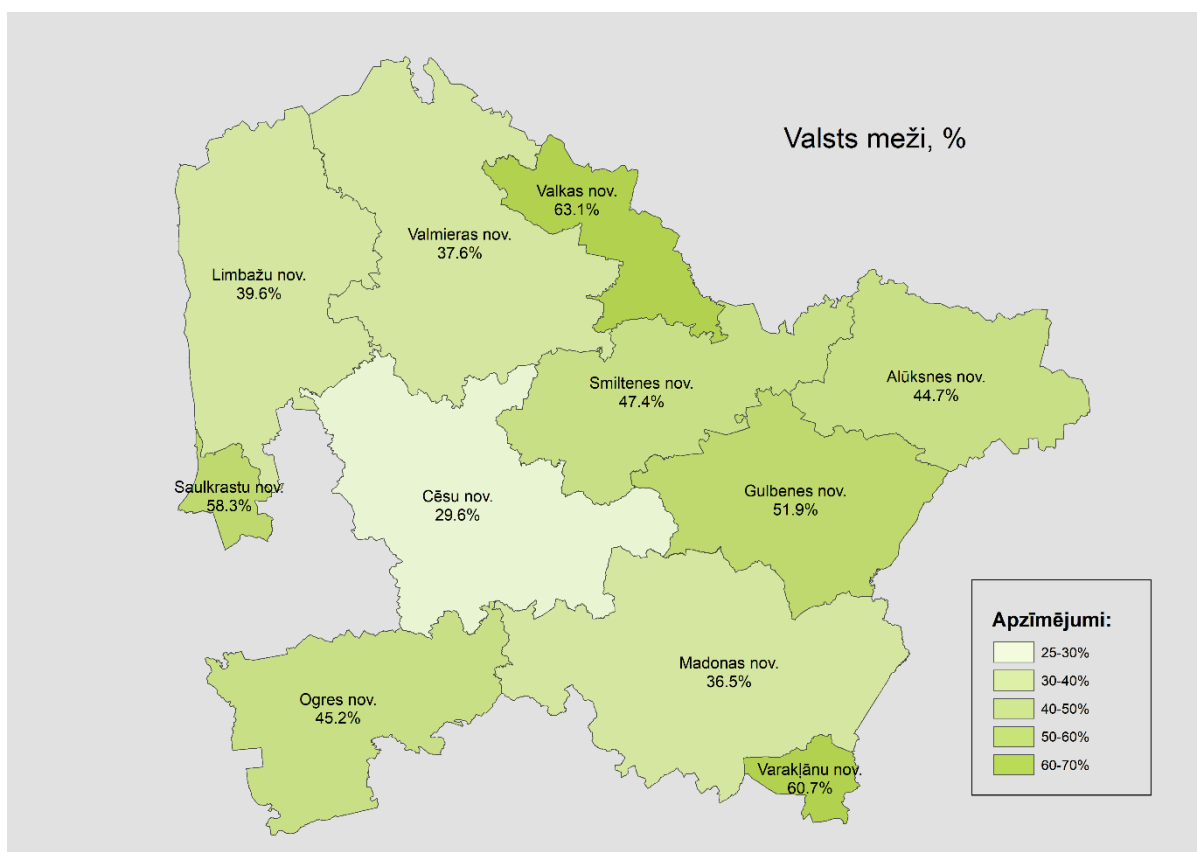 Valsts meži, %
Valkas nov.
63.1%
Valmieras nov.
37.6%
Limbažu nov.
39.6%
Smiltenes nov.
47.4%
Alūksnes nov.
44.7%
Saulkrastu nov.
58.3%
Cēsu nov.
29.6%
Gulbenes nov.
51.9%
Madonas nov.
36.5%
Ogres nov.
45.2%
Varakļānu nov.
60.7%
Apzīmējumi:
25-30%
30-40%
40-50%
50-60%
60-70%